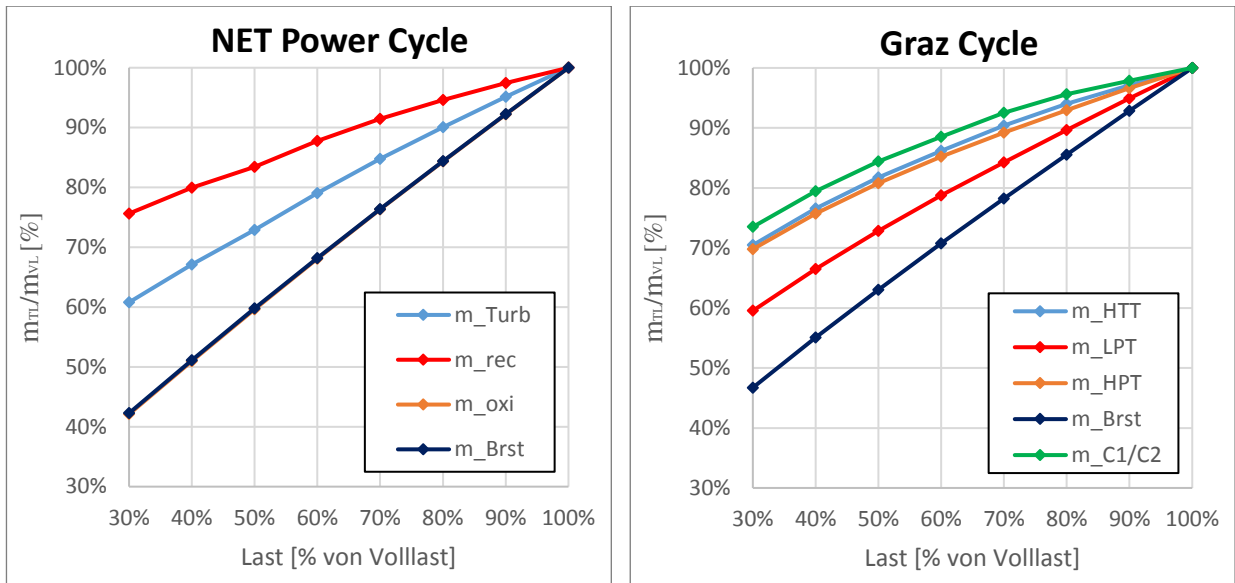 NET Power Cycle
100%
90%
80%
70%
60%
50%
40%
30%
mTL/mVL [%]
m_Turb
m_rec
m_oxi
m_Brst
30% 40% 50% 60% 70% 80% 90% 100%
Last [% von Volllast]
Graz Cycle
100%
90%
80%
70%
60%
50%
40%
30%
mTL/mVL [%]
m_HTT
m_LPT
m_HPT
m_Brst
m_C1/C2
30% 40% 50% 60% 70% 80% 90% 100%
Last [% von Volllast]